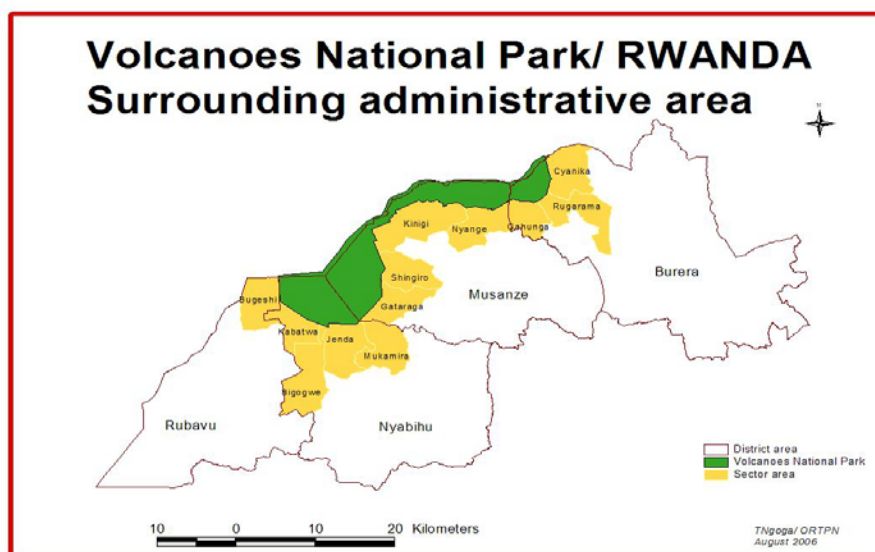 Volcanoes National Park/ RWANDA
Surrounding administrative area
N
Cyanika
Rugarama
Kinigi
Nyange
Gahunga
Burera
Shingiro
Musanze
Bugeshi
Gataraga
Kabatwa
Jenda
Mukamira
Bigogwe
Rubavu
Nyabihu
District area
Volcanoes National Park
Sector area
10 0 10 20 Kilometers
TNgoga/ ORTPN
August 2006